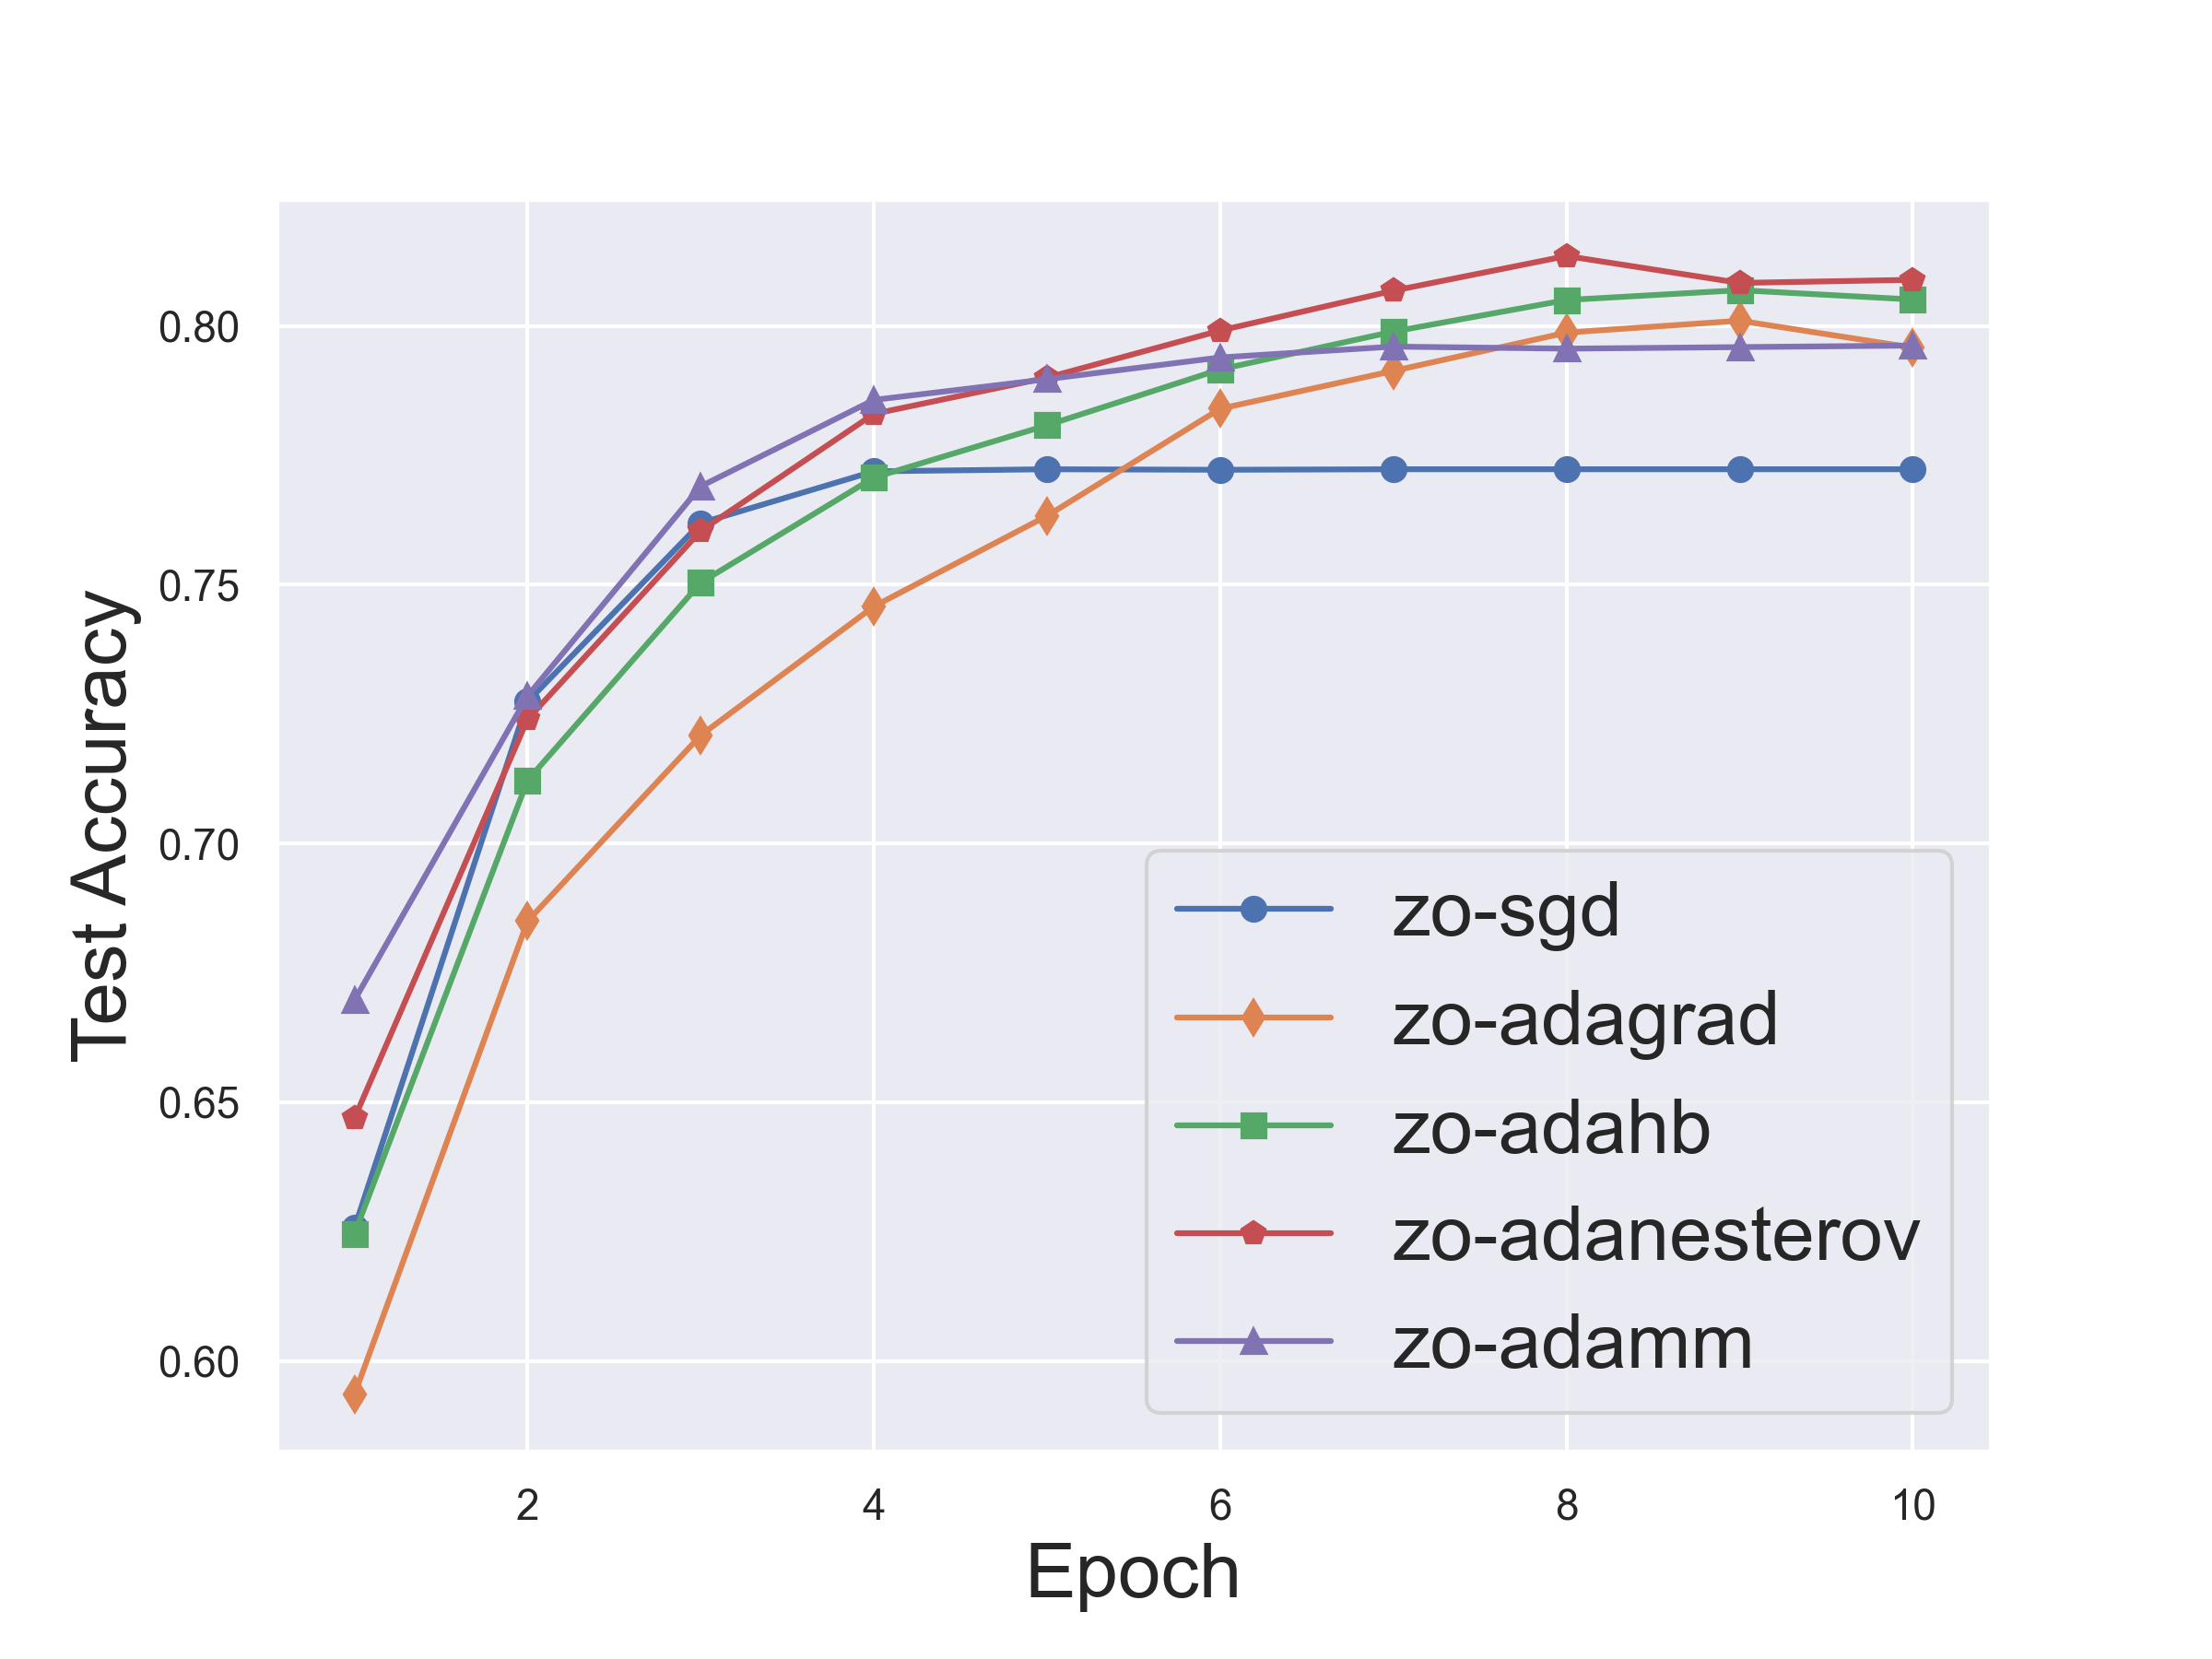 0.80
0.75
0.70
0.65
0.60
Test Accuracy
zo-sgd
zo-adagrad
zo-adahb
zo-adanesterov
zo-adamm
2 4 6 8 10
Epoch